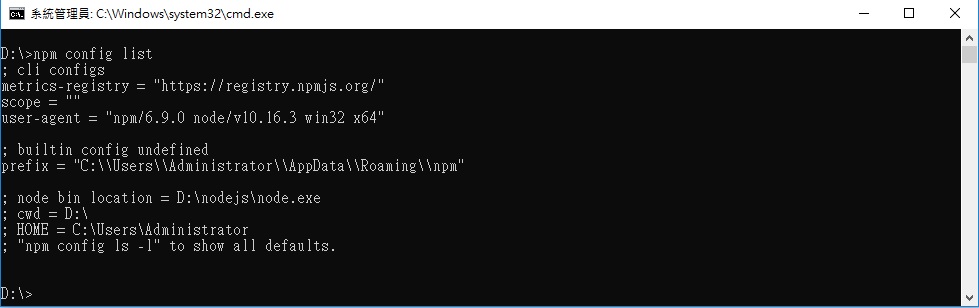 系統管理員: C:\Windows\system32\cmd.exe
D:\>npm config list
; cli configs
metrics-registry = "https://registry.npmjs.org/"
scope = ""
user-agent = "npm/6.9.0 node/v10.16.3 win32 x64"
; builtin config undefined
prefix = "C:\\Users\\Administrator\\AppData\\Roaming\\npm"
; node bin location = D:\nodejs\node.exe
; cwd = D:\
; HOME = C:\Users\Administrator
; "npm config ls -l" to show all defaults.
D:\>